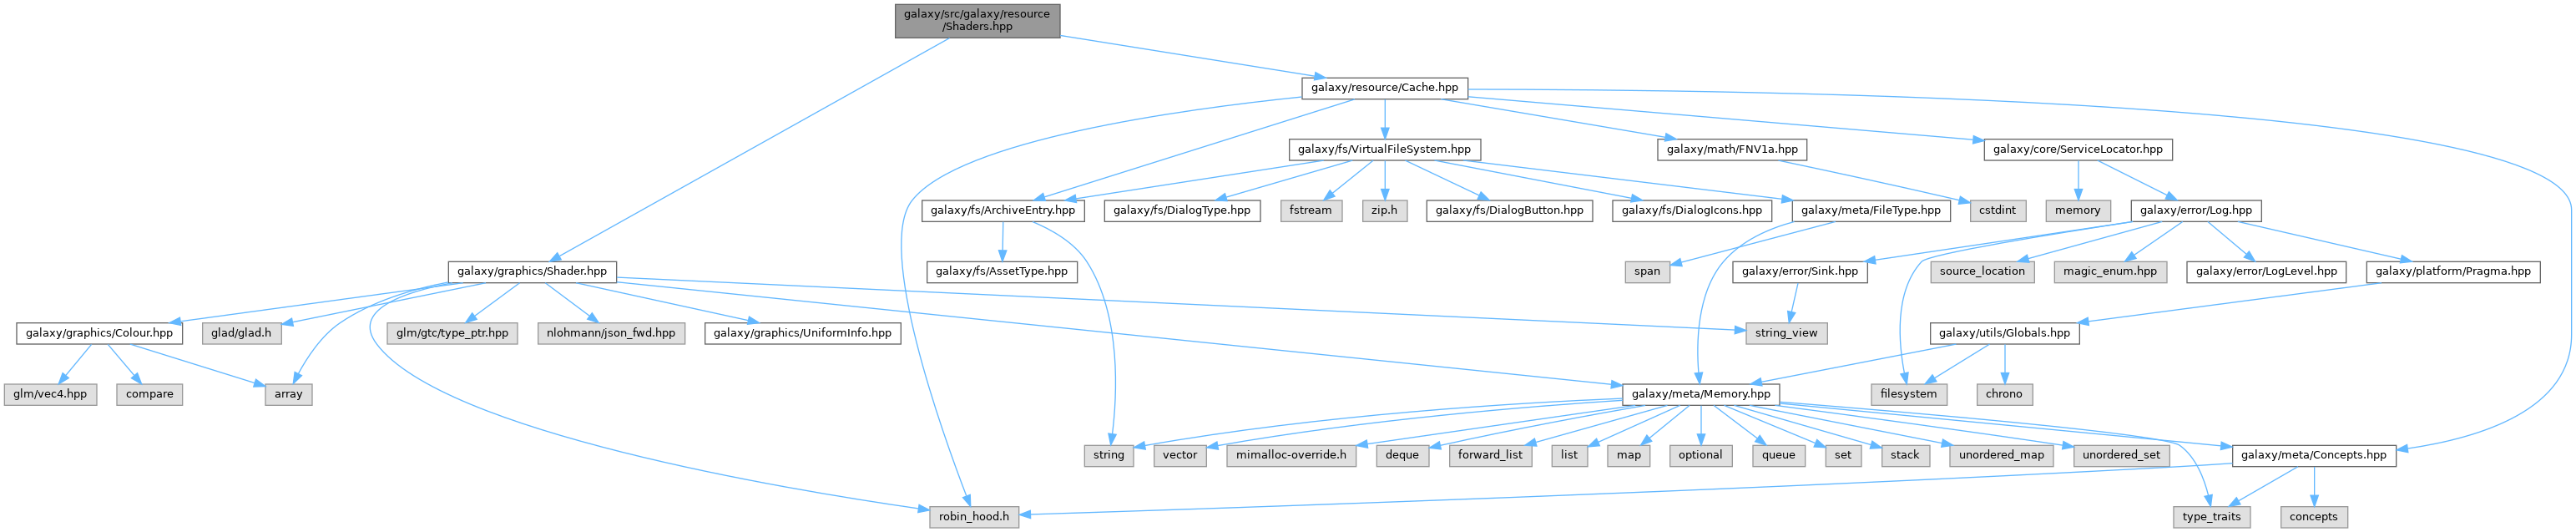 galaxy/src/galaxy/resource
/Shaders.hpp
galaxy/resource/Cache.hpp
galaxy/fs/VirtualFileSystem.hpp
galaxy/math/FNV1a.hpp
galaxy/core/ServiceLocator.hpp
galaxy/fs/ArchiveEntry.hpp
galaxy/fs/DialogType.hpp
fstream
zip.h
galaxy/fs/DialogButton.hpp
galaxy/fs/DialogIcons.hpp
galaxy/meta/FileType.hpp
cstdint
memory
galaxy/error/Log.hpp
galaxy/graphics/Shader.hpp
galaxy/fs/AssetType.hpp
span
galaxy/error/Sink.hpp
source_location
magic_enum.hpp
galaxy/error/LogLevel.hpp
galaxy/platform/Pragma.hpp
galaxy/graphics/Colour.hpp
glad/glad.h
glm/gtc/type_ptr.hpp
nlohmann/json_fwd.hpp
galaxy/graphics/UniformInfo.hpp
string_view
galaxy/utils/Globals.hpp
glm/vec4.hpp
compare
array
galaxy/meta/Memory.hpp
filesystem
chrono
string
vector
mimalloc-override.h
deque
forward_list
list
map
optional
queue
set
stack
unordered_map
unordered_set
galaxy/meta/Concepts.hpp
robin_hood.h
type_traits
concepts